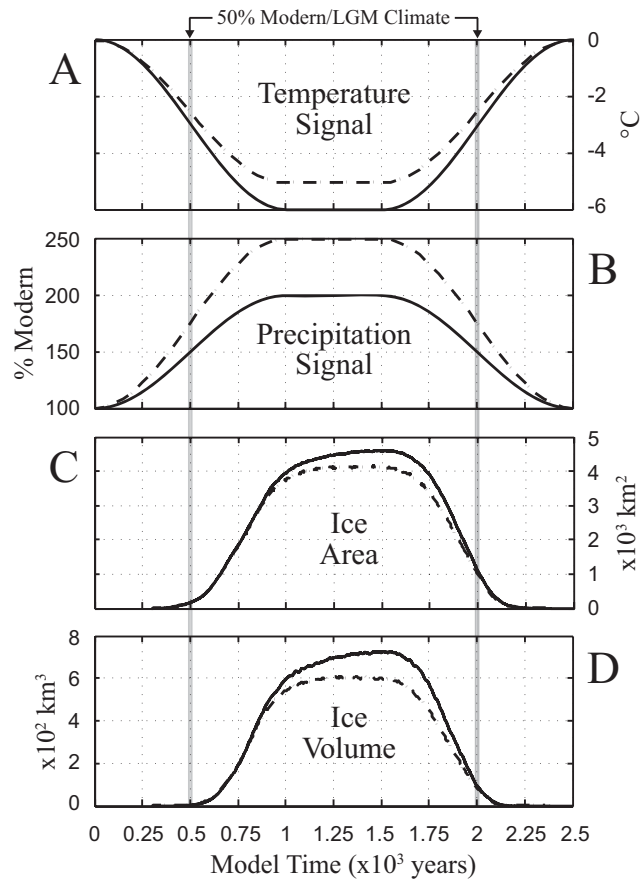 50% Modern/LGM Climate
A
Temperature
Signal
0
-2
-4
-6
°C
250
200
150
100
% Modern
B
Precipitation
Signal
C
Ice
Area
5
4
3
2
1
0
x10³ km²
8
6
4
2
0
x10² km³
D
Ice
Volume
0 0.25 0.5 0.75 1 1.25 1.5 1.75 2 2.25 2.5
Model Time (x10³ years)